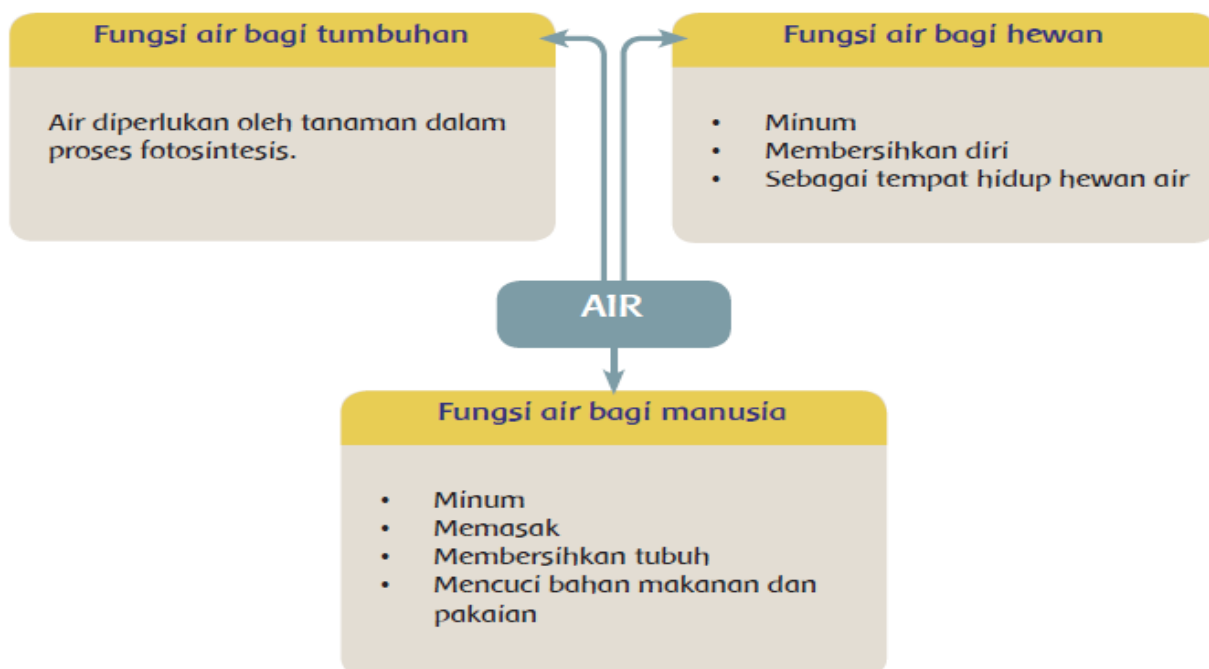 Fungsi air bagi tumbuhan
Air diperlukan oleh tanaman dalam
proses fotosintesis.
Fungsi air bagi hewan
• Minum
• Membersihkan diri
• Sebagai tempat hidup hewan air
AIR
Fungsi air bagi manusia
• Minum
• Memasak
• Membersihkan tubuh
• Mencuci bahan makanan dan
pakaian